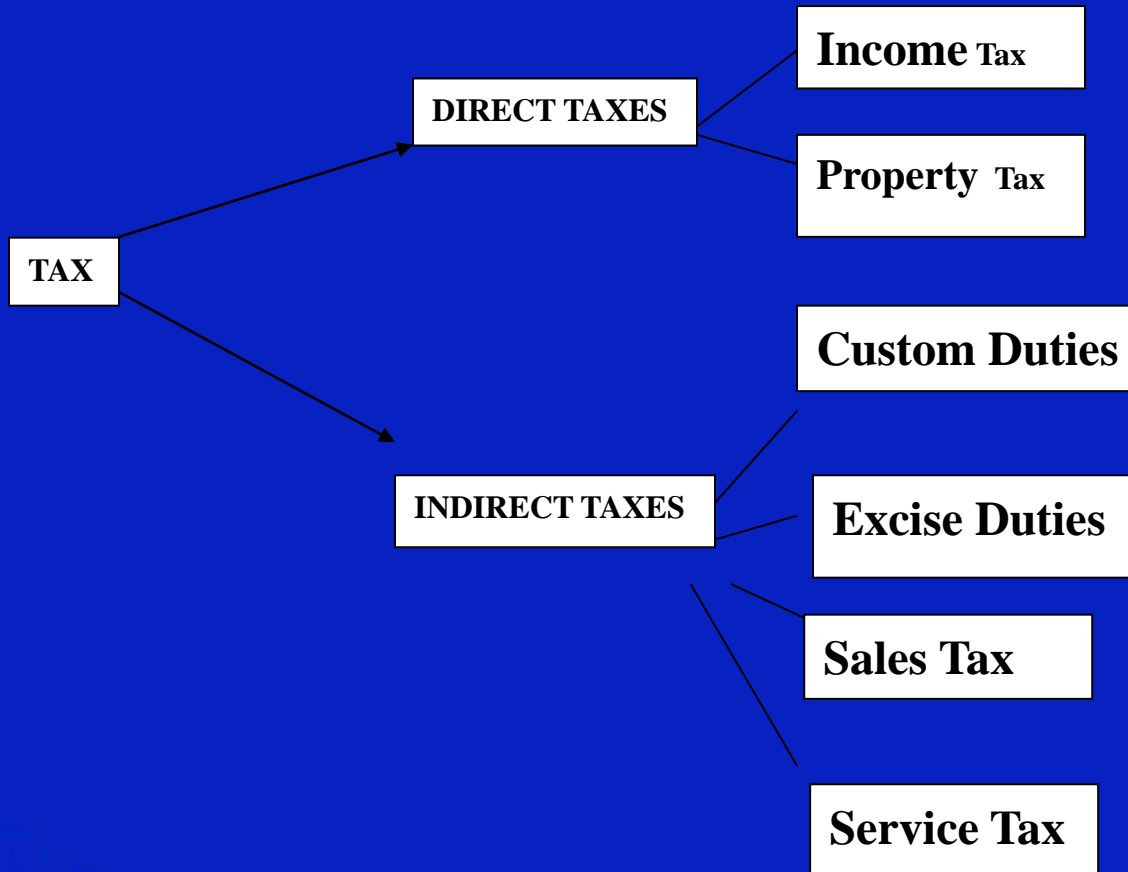 Income Tax
DIRECT TAXES
Property Tax
TAX
Custom Duties
INDIRECT TAXES
Excise Duties
Sales Tax
Service Tax